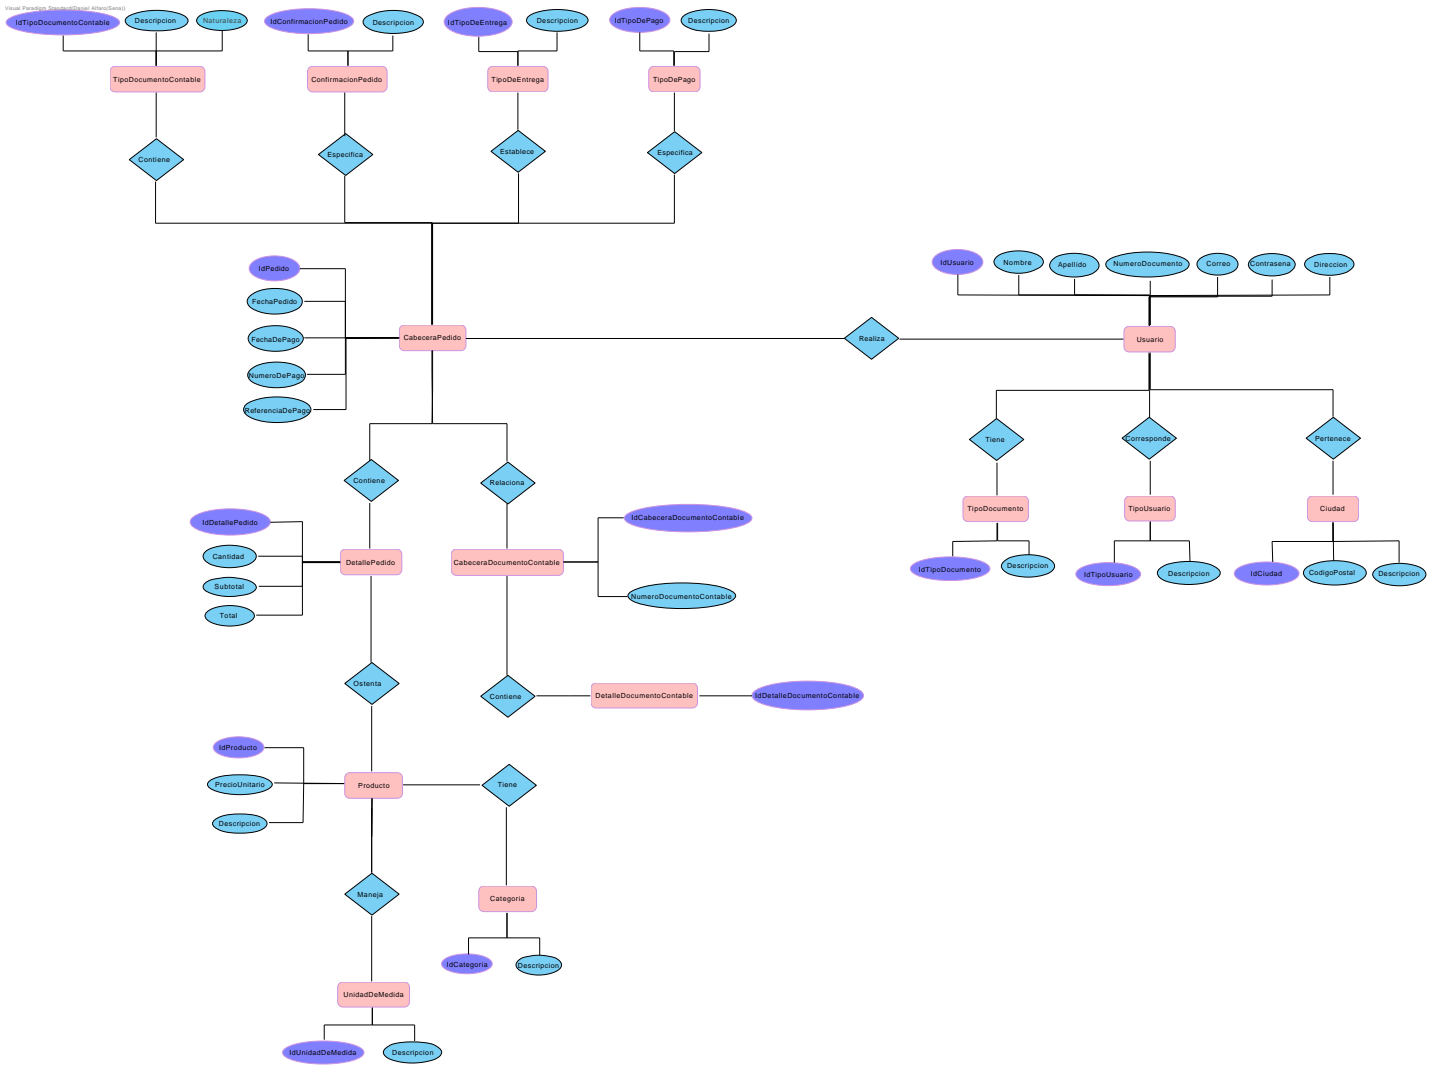 Visual Paradigm Standard(Daniel Alfaro(Sena))
IdTipoDocumentoContable
Descripcion
Naturaleza
IdConfirmacionPedido
Descripcion
IdTipoDeEntrega
Descripcion
IdTipoDePago
Descripcion
TipoDocumentoContable
ConfirmacionPedido
TipoDeEntrega
TipoDePago
Contiene
Especifica
Establece
Especifica
IdPedido
FechaPedido
FechaDePago
NumeroDePago
ReferenciaDePago
CabeceraPedido
Realiza
IdUsuario
Nombre
Apellido
NumeroDocumento
Correo
Contrasena
Direccion
Usuario
Tiene
Corresponde
Pertenece
TipoDocumento
TipoUsuario
Ciudad
IdTipoDocumento
Descripcion
IdTipoUsuario
Descripcion
IdCiudad
CodigoPostal
Descripcion
Contiene
Relaciona
IdDetallePedido
Cantidad
Subtotal
Total
DetallePedido
CabeceraDocumentoContable
IdCabeceraDocumentoContable
NumeroDocumentoContable
Ostenta
Contiene
DetalleDocumentoContable
IdDetalleDocumentoContable
IdProducto
PrecioUnitario
Descripcion
Producto
Tiene
Maneja
Categoria
IdCategoria
Descripcion
UnidadDeMedida
IdUnidadDeMedida
Descripcion